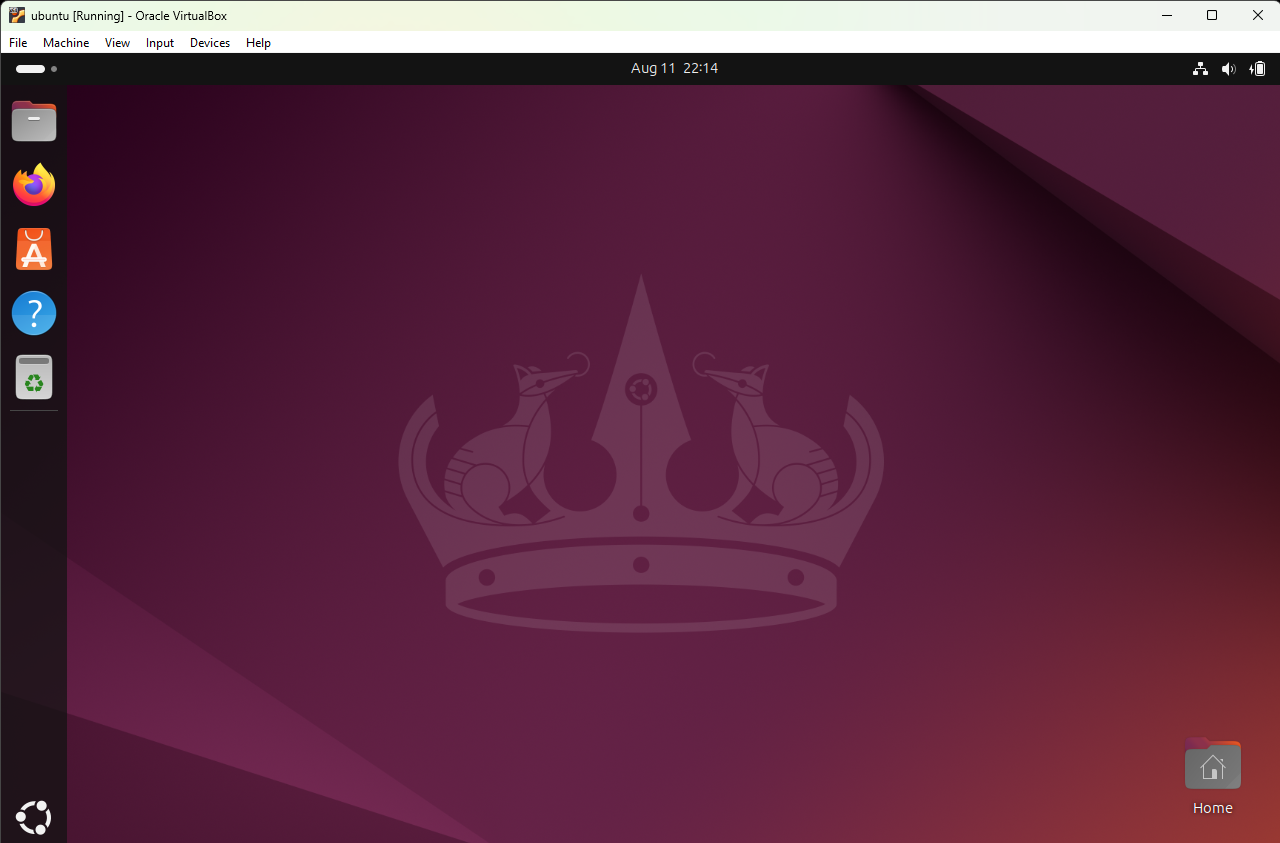 ubuntu [Running] - Oracle VirtualBox
File Machine View Input Devices Help
Aug 11 22:14
Home